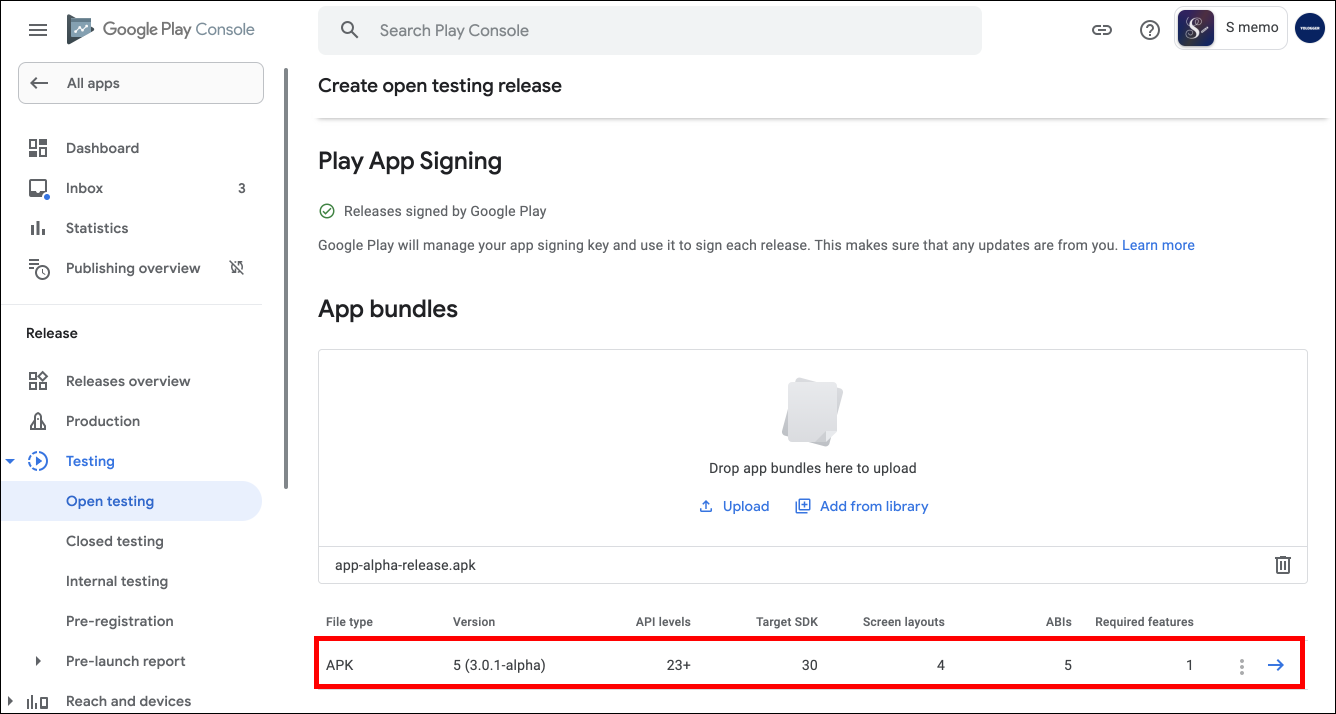 Google Play Console
Search Play Console
S memo
All apps
Create open testing release
Dashboard
Inbox 3
Statistics
Publishing overview
Release
Releases overview
Production
Testing
Open testing
Closed testing
Internal testing
Pre-registration
Pre-launch report
Reach and devices
Play App Signing
Releases signed by Google Play
Google Play will manage your app signing key and use it to sign each release. This makes sure that any updates are from you. Learn more
App bundles
Drop app bundles here to upload
Upload Add from library
app-alpha-release.apk
File type Version API levels Target SDK Screen layouts ABIs Required features
APK 5 (3.0.1-alpha) 23+ 30 4 5 1